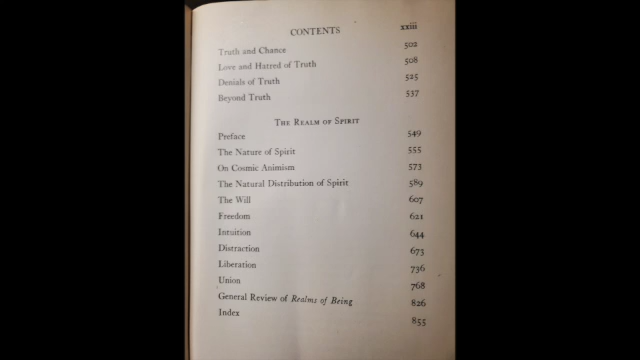 CONTENTS xxiii
Truth and Chance 502
Love and Hatred of Truth 508
Denials of Truth 525
Beyond Truth 537
The Realm of Spirit
Preface 549
The Nature of Spirit 555
On Cosmic Animism 573
The Natural Distribution of Spirit 589
The Will 607
Freedom 621
Intuition 644
Distraction 673
Liberation 736
Union 768
General Review of Realms of Being 826
Index 855